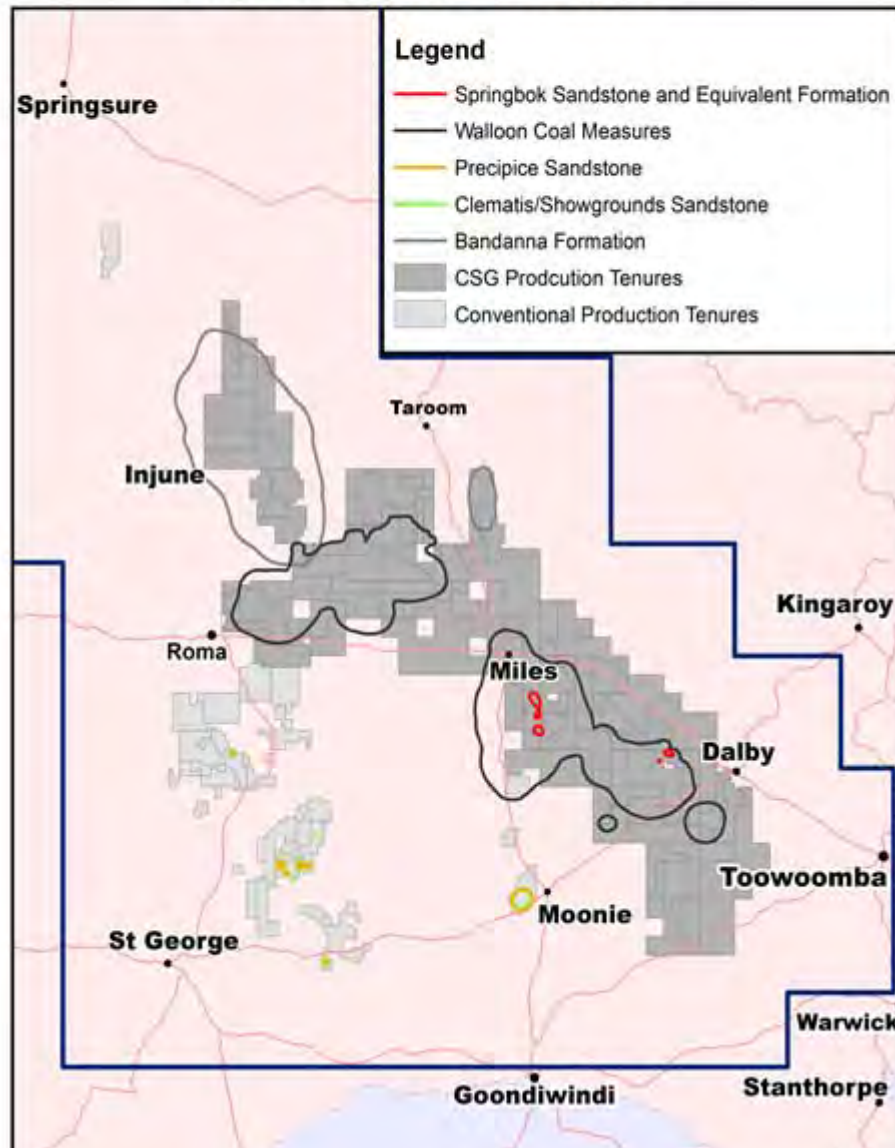 Legend
Springsure
Springbok Sandstone and Equivalent Formation
Walloon Coal Measures
Precipice Sandstone
Clematis/Showgrounds Sandstone
Bandanna Formation
CSG Prodcution Tenures
Conventional Production Tenures
Taroom
Injune
Kingaroy
Roma
Miles
Dalby
Toowoomba
Moonie
St George
Warwick
Goondiwindi
Stanthorpe